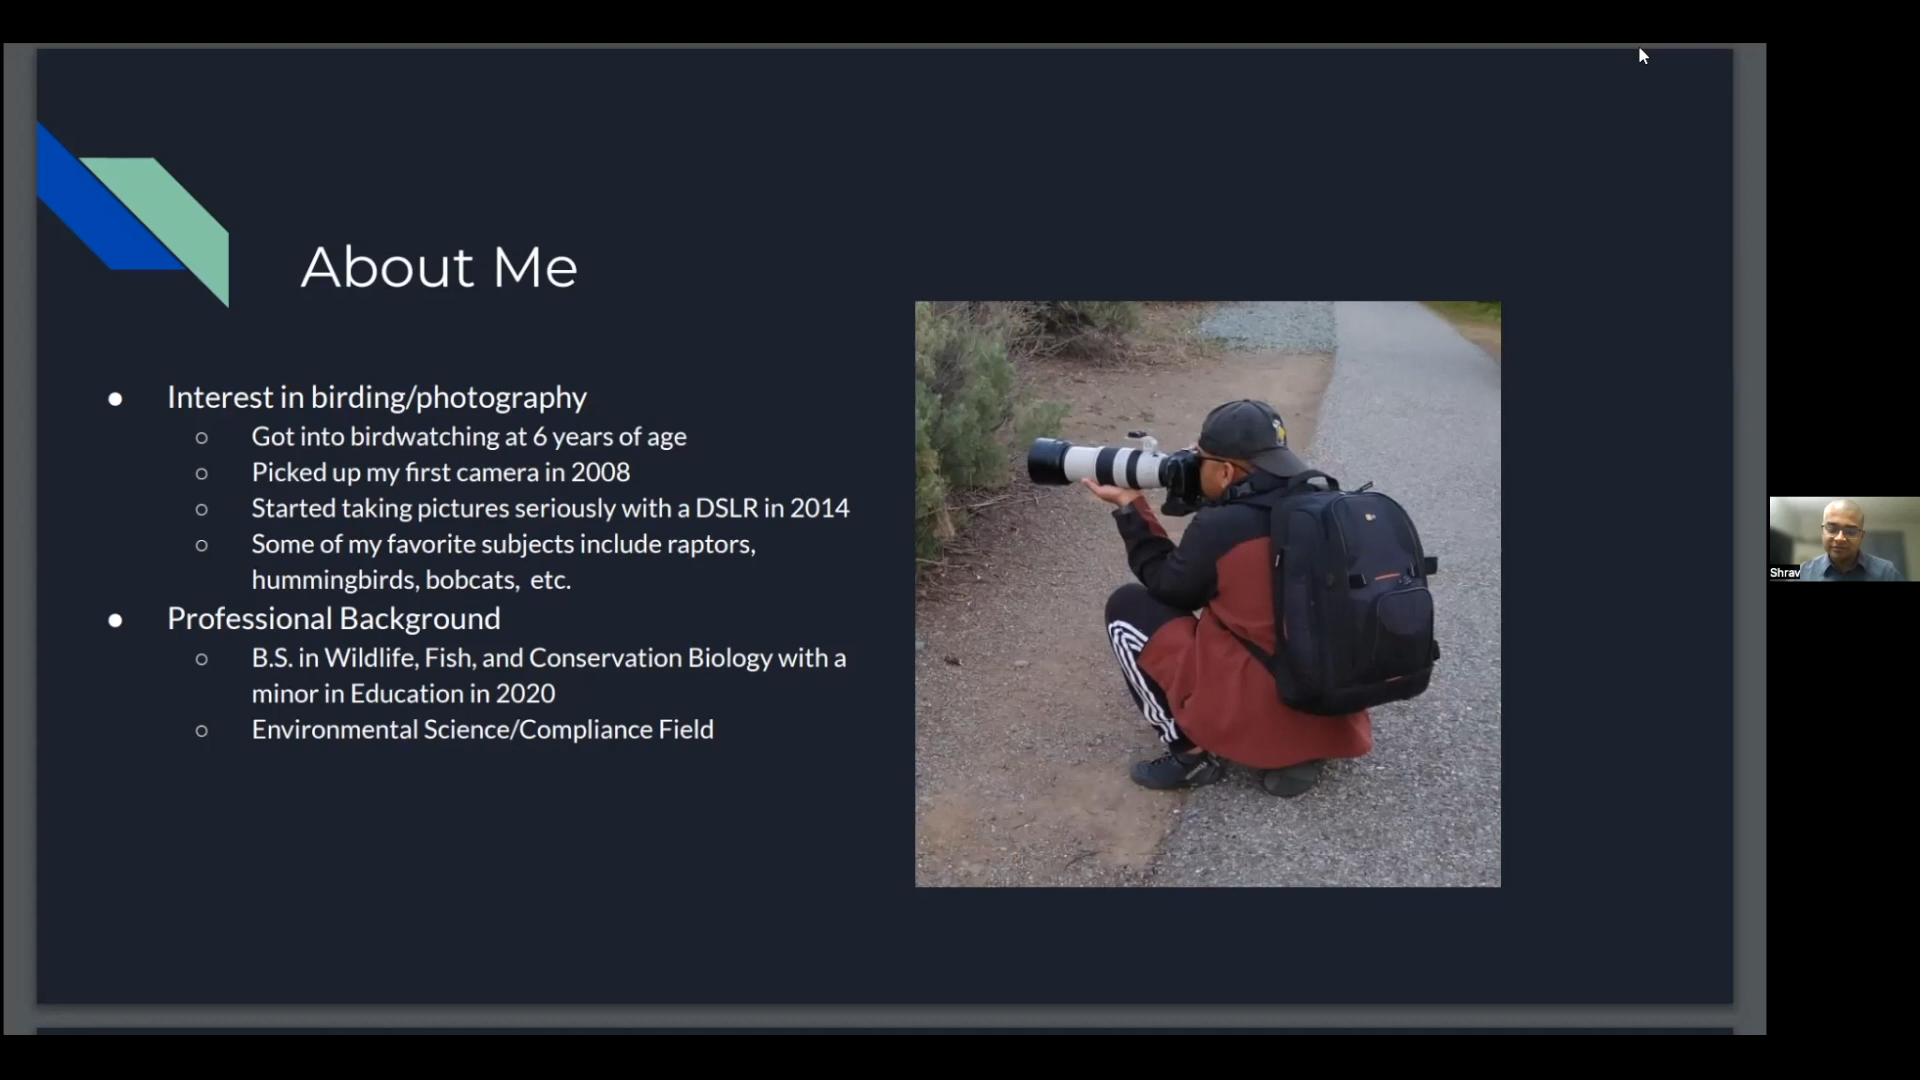 About Me
● Interest in birding/photography
○ Got into birdwatching at 6 years of age
○ Picked up my first camera in 2008
○ Started taking pictures seriously with a DSLR in 2014
○ Some of my favorite subjects include raptors,
hummingbirds, bobcats, etc.
● Professional Background
○ B.S. in Wildlife, Fish, and Conservation Biology with a
minor in Education in 2020
○ Environmental Science/Compliance Field
Shrav